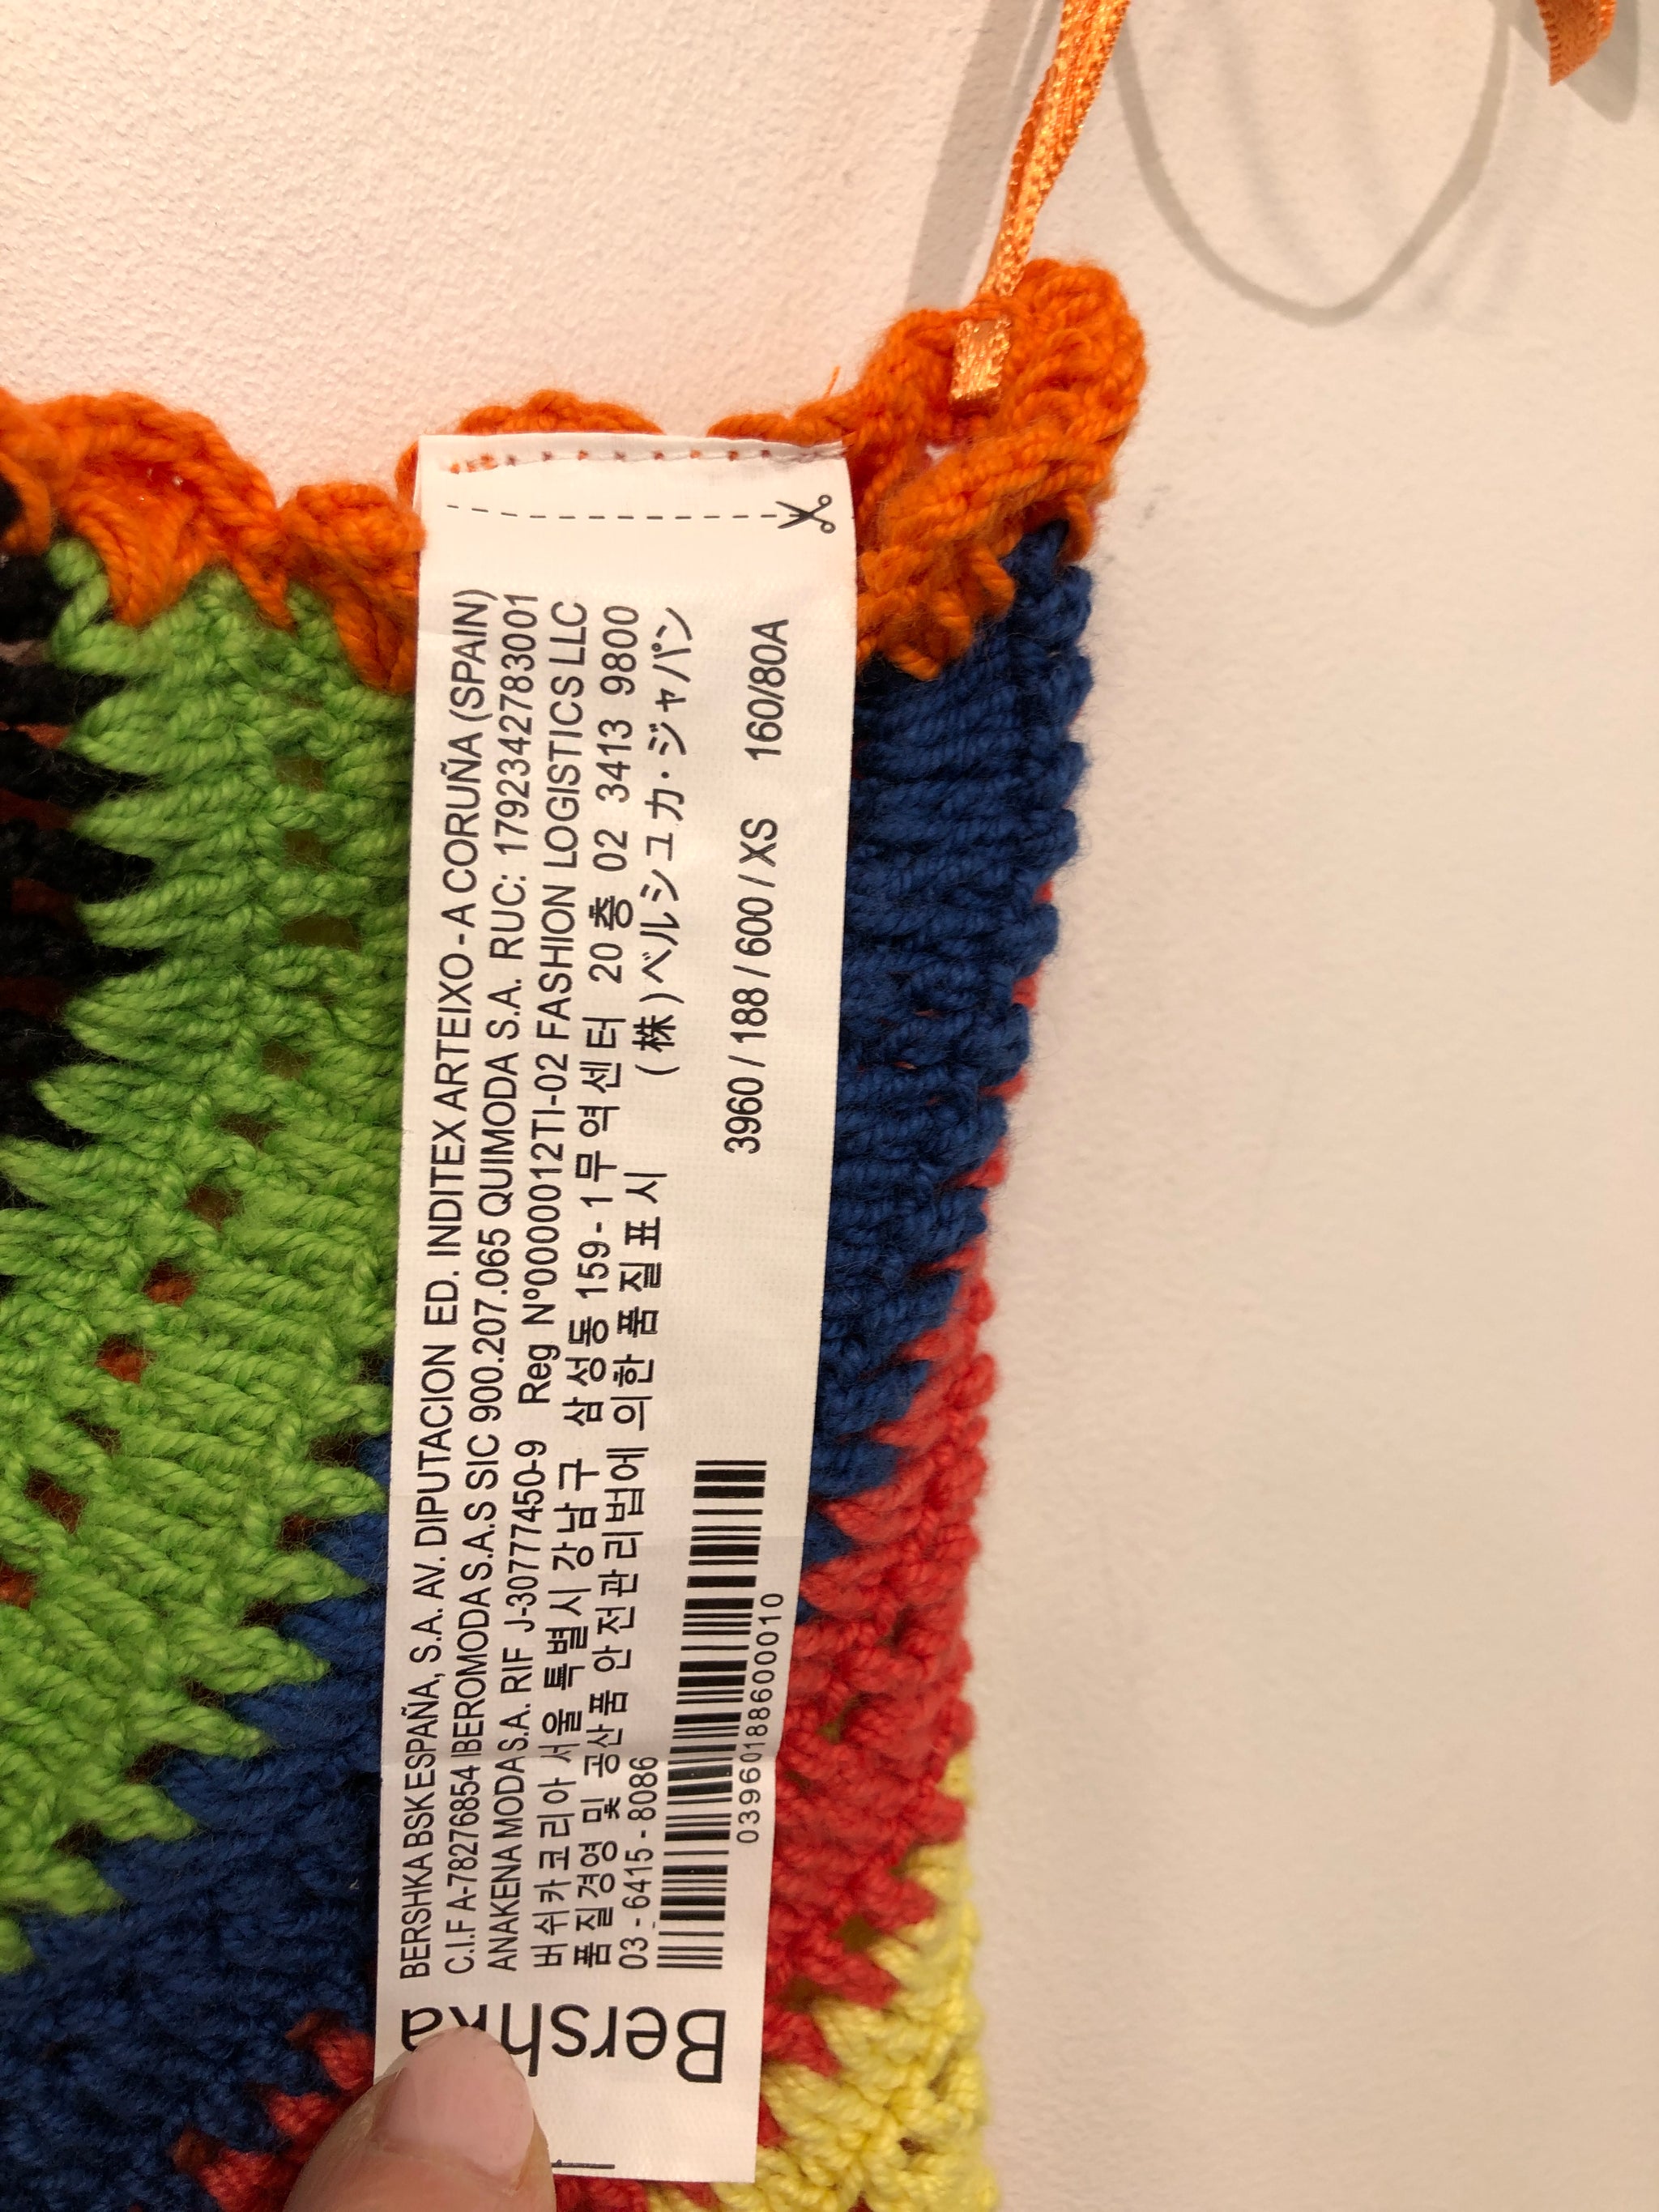 BERSHKA BSK ESPAÑA, S.A. AV. DIPUTACION ED. INDITEX ARTEIXO - A CORUÑA (SPAIN)
C.I.F A-78276854 BEROMODA S.A.S SIC 900.207.065 QUIMODA S.A. RUC: 1792342783001
ANAKENA MODA S.A. RIF J-30777450-9 Reg Nº0000012TI-02 FASHION LOGISTICS LLC
버쉬카코리아 서울 특별시 강남구 삼성동 159-1무역센터 20층 02 3413 9800
품질경영 및 공산품 안전관리법에 의한 품질표시 (株)ベルシュカ・ジャパン
03-6415-8086
3960 / 188 / 600 / XS 160/80A
03960188600010
Bershka